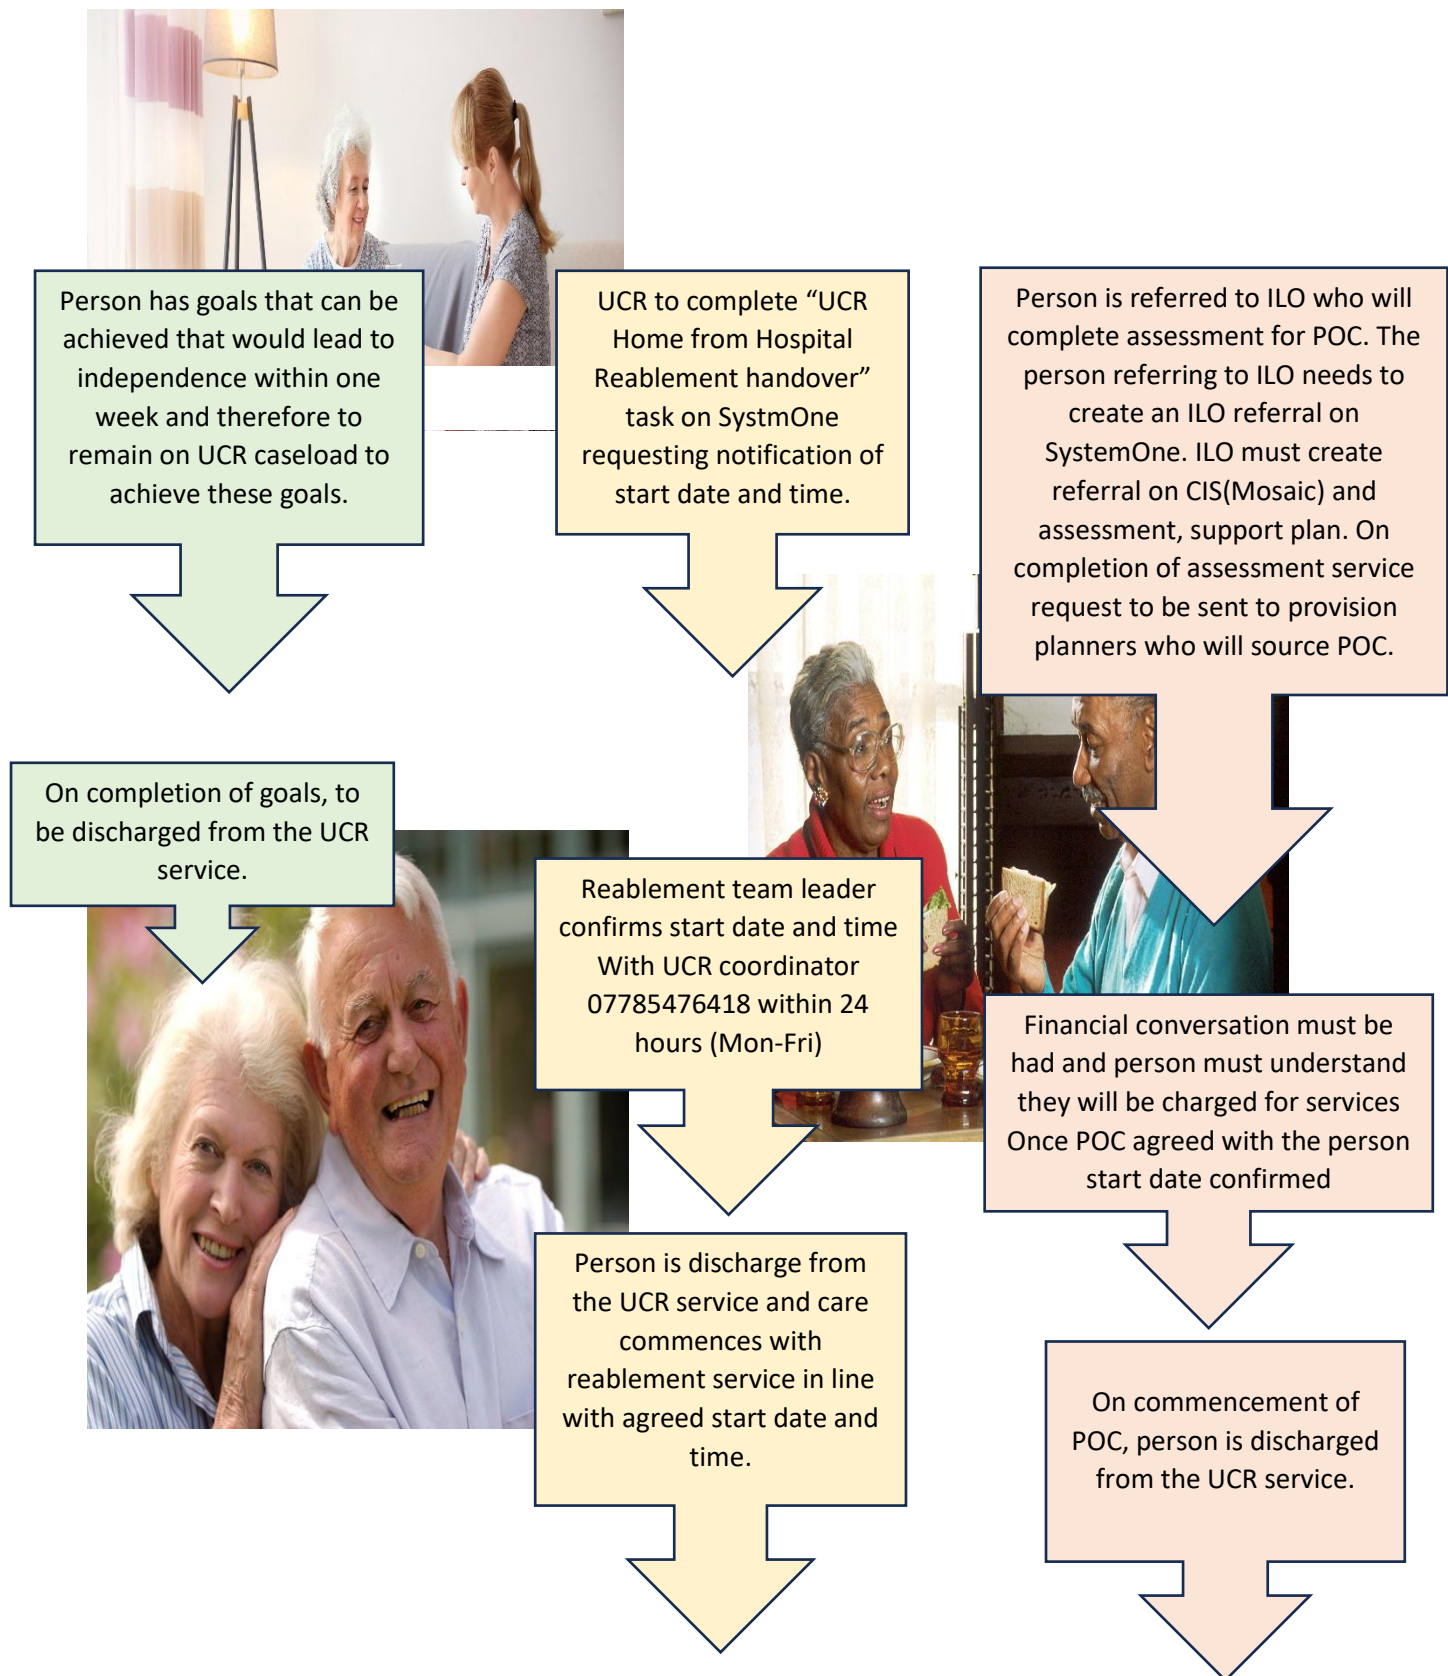 Person has goals that can be
achieved that would lead to
independence within one
week and therefore to
remain on UCR caseload to
achieve these goals.
UCR to complete “UCR
Home from Hospital
Reablement handover”
task on SystmOne
requesting notification of
start date and time.
Person is referred to ILO who will
complete assessment for POC. The
person referring to ILO needs to
create an ILO referral on
SystemOne. ILO must create
referral on CIS(Mosaic) and
assessment, support plan. On
completion of assessment service
request to be sent to provision
planners who will source POC.
On completion of goals, to
be discharged from the UCR
service.
Reablement team leader
confirms start date and time
With UCR coordinator
07785476418 within 24
hours (Mon-Fri)
Financial conversation must be
had and person must understand
they will be charged for services
Once POC agreed with the person
start date confirmed
Person is discharge from
the UCR service and care
commences with
reablement service in line
with agreed start date and
time.
On commencement of
POC, person is discharged
from the UCR service.